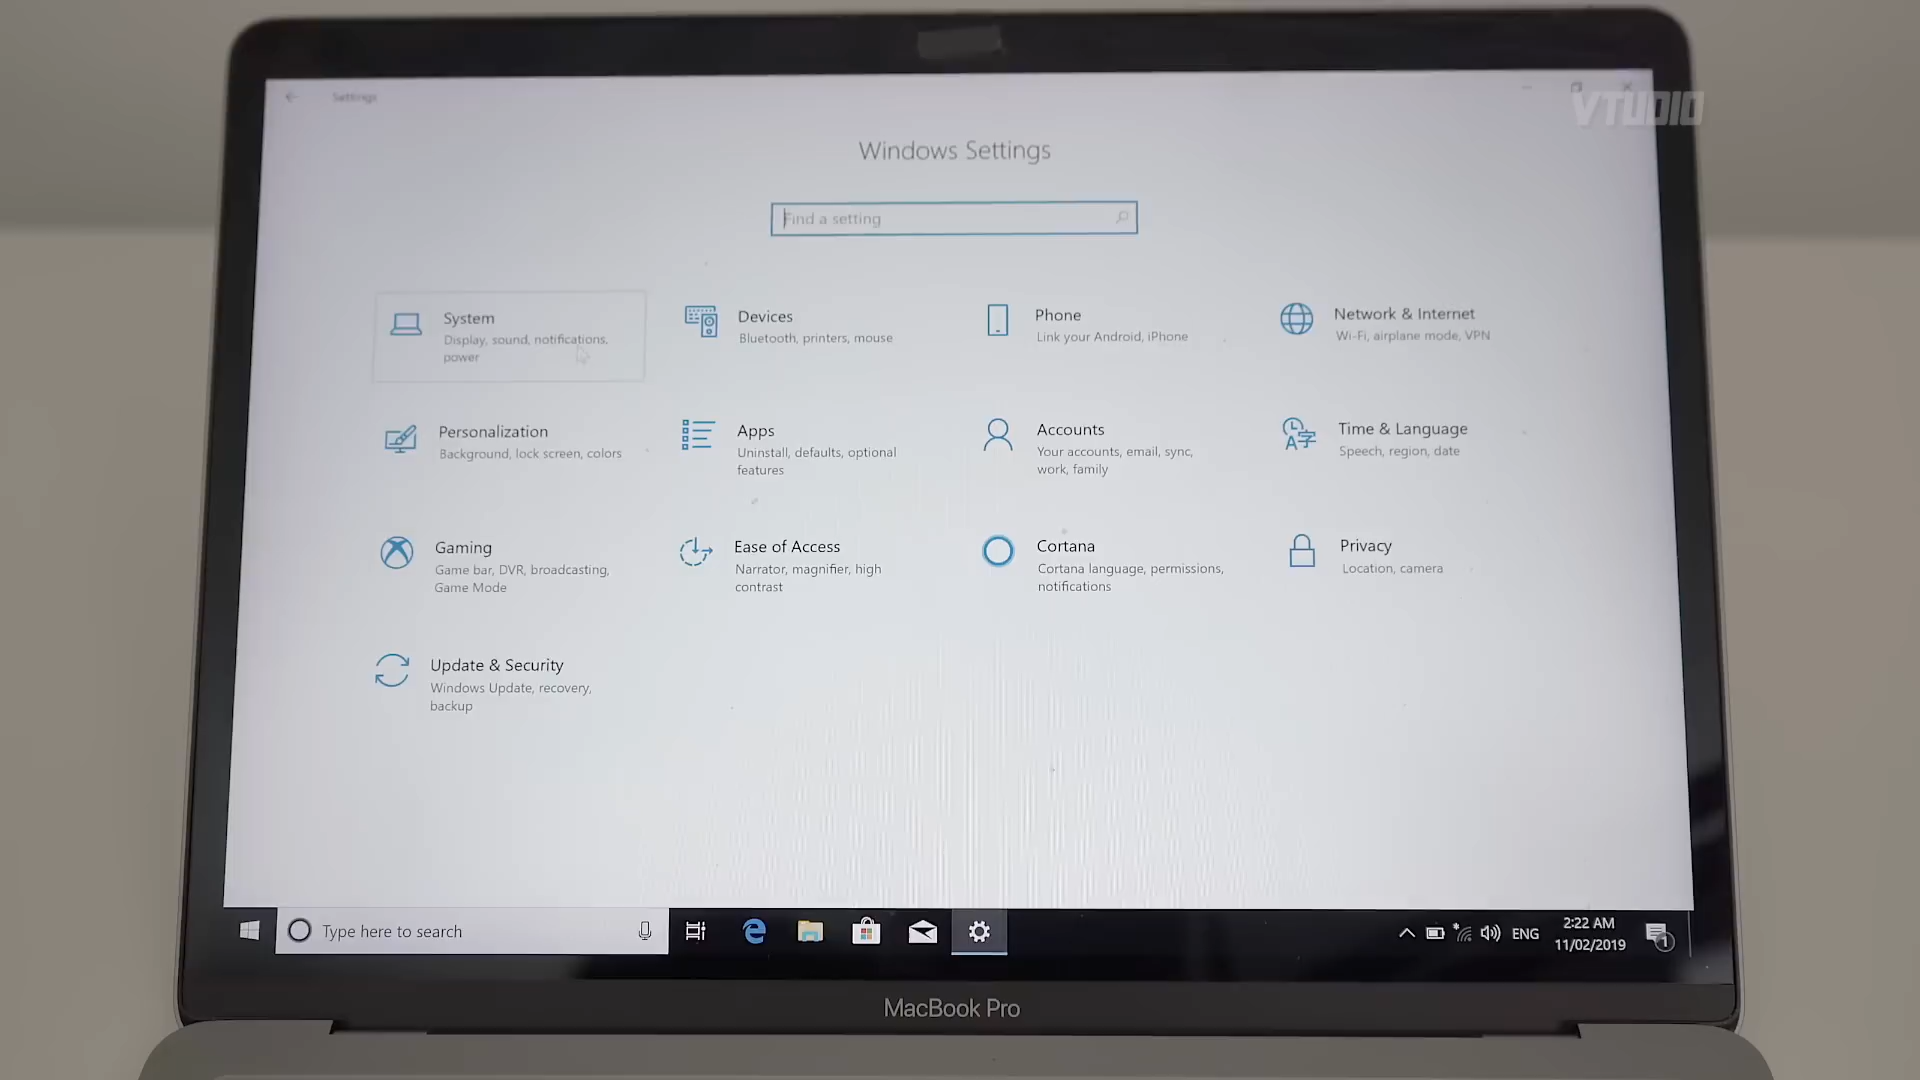 Settings
VTUDIO
Windows Settings
Find a setting
System
Display, sound, notifications,
power
Devices
Bluetooth, printers, mouse
Phone
Link your Android, iPhone
Network & Internet
Wi-Fi, airplane mode, VPN
Personalization
Background, lock screen, colors
Apps
Uninstall, defaults, optional
features
Accounts
Your accounts, email, sync,
work, family
Time & Language
Speech, region, date
Gaming
Game bar, DVR, broadcasting,
Game Mode
Ease of Access
Narrator, magnifier, high
contrast
Cortana
Cortana language, permissions,
notifications
Privacy
Location, camera
Update & Security
Windows Update, recovery,
backup
Type here to search
ENG
2:22 AM
11/02/2019
1
MacBook Pro